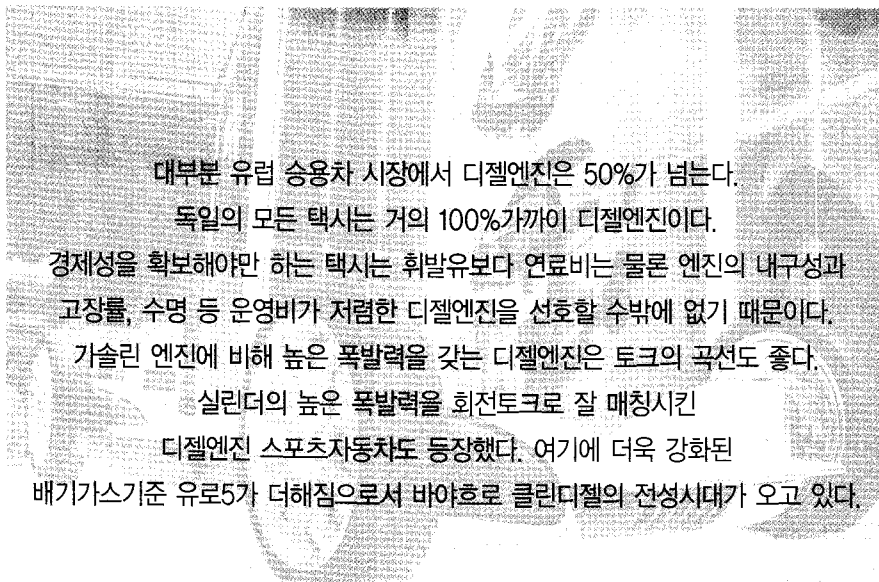 대부분 유럽 승용차 시장에서 디젤엔진은 50%가 넘는다.
독일의 모든 택시는 거의 100%가까이 디젤엔진이다.
경제성을 확보해야만 하는 택시는 휘발유보다 연료비는 물론 엔진의 내구성과
고장률, 수명 등 운영비가 저렴한 디젤엔진을 선호할 수밖에 없기 때문이다.
가솔린 엔진에 비해 높은 폭발력을 갖는 디젤엔진은 토크의 곡선도 좋다.
실린더의 높은 폭발력을 회전토크로 잘 매칭시킨
디젤엔진 스포츠자동차도 등장했다. 여기에 더욱 강화된
배기가스기준 유로5가 더해짐으로서 바야흐로 클린디젤의 전성시대가 오고 있다.